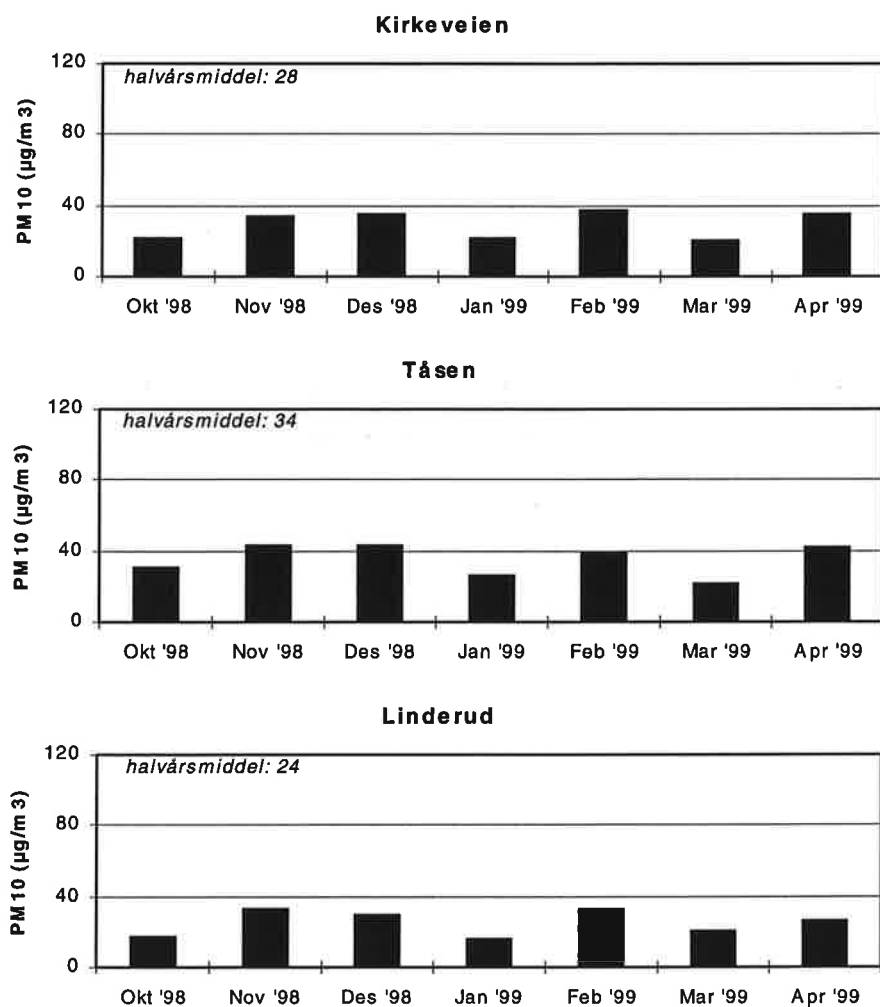 Kirkeveien
halvårsmiddel: 28
PM10 (µg/m3)
120
80
40
0
Okt '98 Nov '98 Des '98 Jan '99 Feb '99 Mar '99 Apr '99
Tåsen
halvårsmiddel: 34
PM10 (µg/m3)
120
80
40
0
Okt '98 Nov '98 Des '98 Jan '99 Feb '99 Mar '99 Apr '99
Linderud
halvårsmiddel: 24
PM10 (µg/m3)
120
80
40
0
Okt '98 Nov '98 Des '98 Jan '99 Feb '99 Mar '99 Apr '99